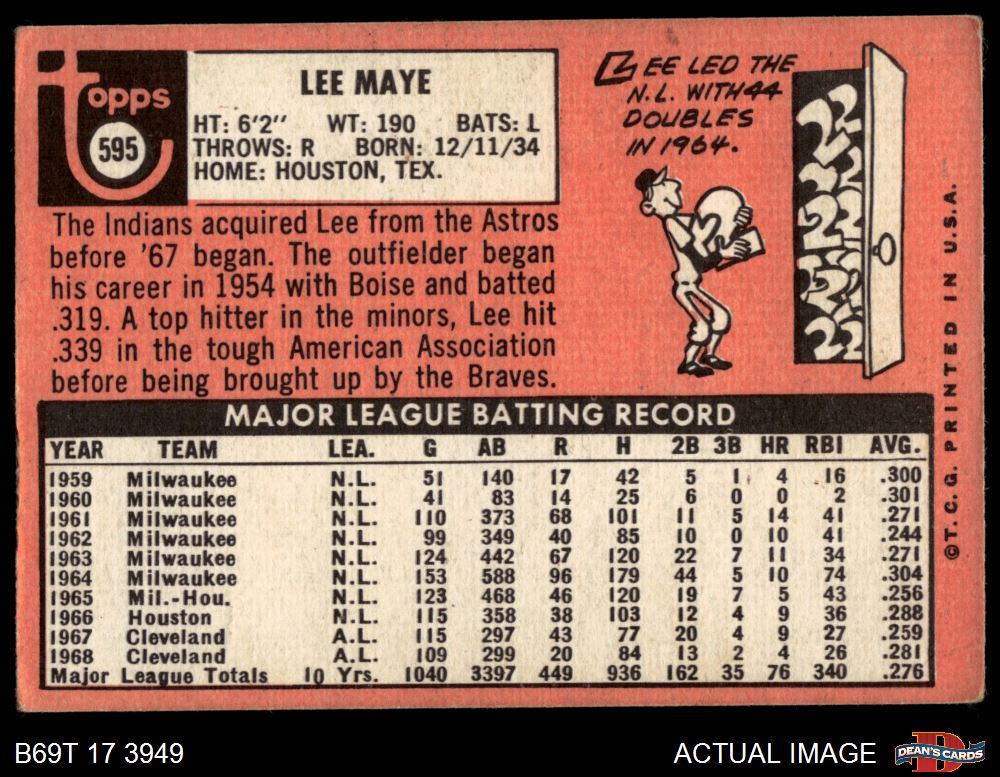 Topps
595
LEE MAYE
HT: 6'2" WT: 190 BATS: L
THROWS: R BORN: 12/11/34
HOME: HOUSTON, TEX.
The Indians acquired Lee from the Astros
before '67 began. The outfielder began
his career in 1954 with Boise and batted
.319. A top hitter in the minors, Lee hit
.339 in the tough American Association
before being brought up by the Braves.
LEE LED THE
N.L. WITH 44
DOUBLES
IN 1964.
MAJOR LEAGUE BATTING RECORD
YEAR TEAM LEA. G AB R H 2B 3B HR RBI AVG.
1959 Milwaukee N.L. 51 140 17 42 5 1 4 16 .300
1960 Milwaukee N.L. 41 83 14 25 6 0 0 2 .301
1961 Milwaukee N.L. 110 373 68 101 11 5 14 41 .271
1962 Milwaukee N.L. 99 349 40 85 10 0 10 41 .244
1963 Milwaukee N.L. 124 442 67 120 22 7 11 34 .271
1964 Milwaukee N.L. 153 588 96 179 44 5 10 74 .304
1965 Mil.-Hou. N.L. 123 468 46 120 19 7 5 43 .256
1966 Houston N.L. 115 358 38 103 12 4 9 36 .288
1967 Cleveland A.L. 115 297 43 77 20 4 9 27 .259
1968 Cleveland A.L. 109 299 20 84 13 2 4 26 .281
Major League Totals 10 Yrs. 1040 3397 449 936 162 35 76 340 .276
©T.C.G. PRINTED IN U.S.A.
B69T 17 3949
ACTUAL IMAGE
DEAN'S CARDS